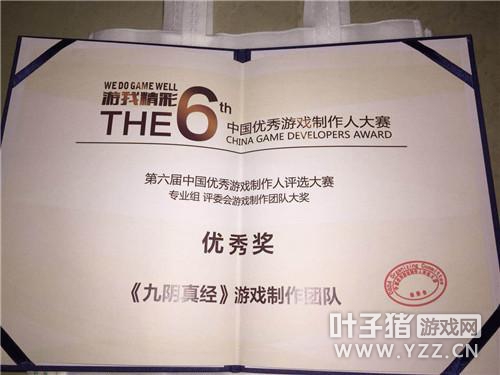 WE DO GAME WELL
游我精彩
THE 6th
中国优秀游戏制作人大赛
CHINA GAME DEVELOPERS AWARD
第六届中国优秀游戏制作人评选大赛
专业组 评委会游戏制作团队大奖
优秀奖
《九阴真经》游戏制作团队
叶子猪游戏网
WWW.YZZ.CN